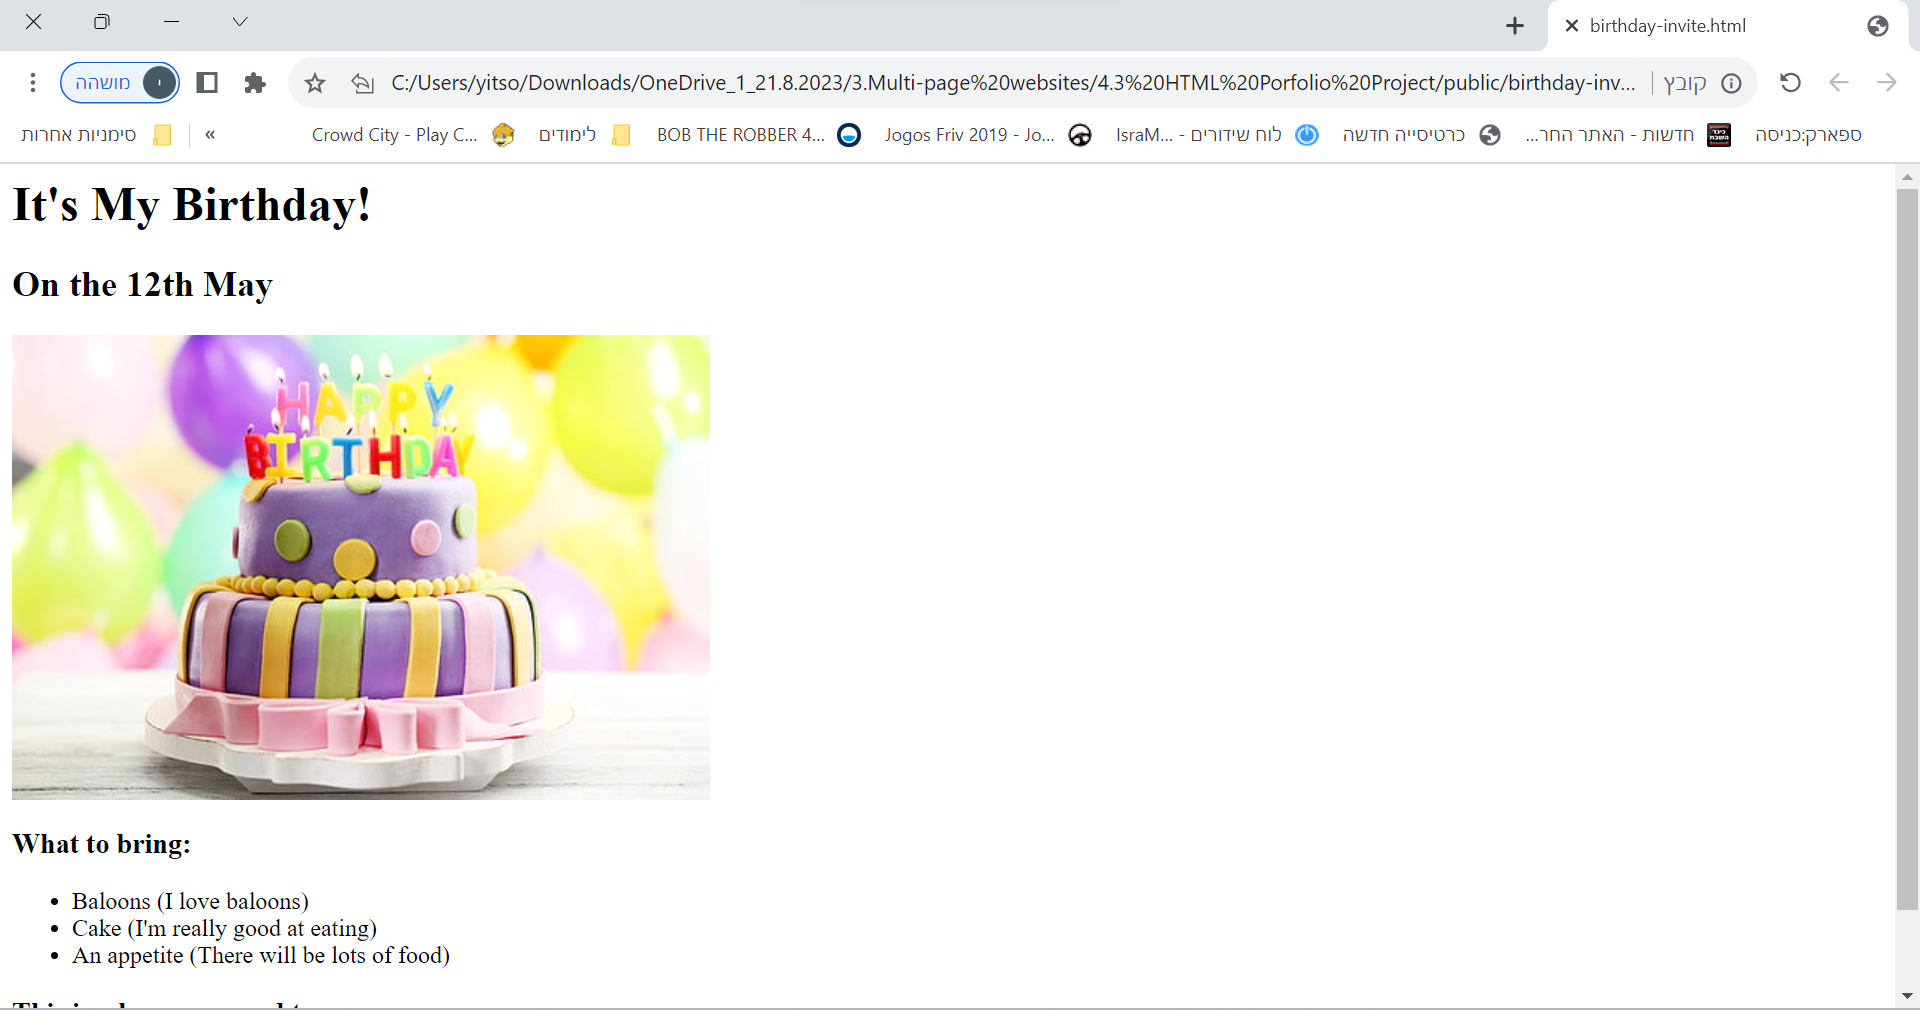 birthday-invite.html
מושהה
י
C:/Users/yitso/Downloads/OneDrive_1_21.8.2023/3.Multi-page%20websites/4.3%20HTML%20Porfolio%20Project/public/birthday-inv...
קובץ
ספארק:כניסה
חדשות - האתר החר...
כרטיסייה חדשה
לוח שידורים - IsraM...
Jogos Friv 2019 - Jo...
BOB THE ROBBER 4...
לימודים
Crowd City - Play C...
»
סימניות אחרות
It's My Birthday!
On the 12th May
HAPPY
BIRTHDAY
What to bring:
• Baloons (I love baloons)
• Cake (I'm really good at eating)
• An appetite (There will be lots of food)